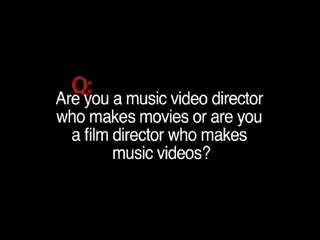 Q:
Are you a music video director
who makes movies or are you
a film director who makes
music videos?